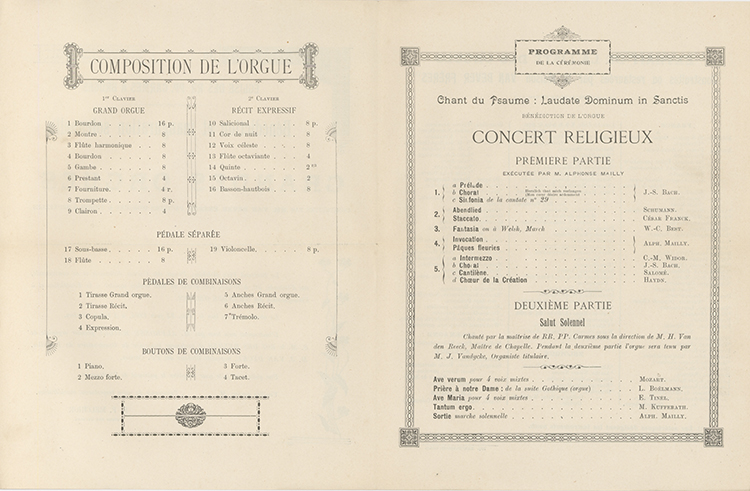 COMPOSITION DE L'ORGUE
1er CLAVIER
GRAND ORGUE
1 Bourdon . . . . . 16 p.
2 Montre . . . . . 8
3 Flûte harmonique . . 8
4 Bourdon . . . . . 8
5 Gambe . . . . . 8
6 Prestant . . . . . 4
7 Fourniture . . . . 4 r.
8 Trompette . . . . 8 p.
9 Clairon . . . . . 4
2e CLAVIER
RÉCIT EXPRESSIF
10 Salicional . . . . 8 p.
11 Cor de nuit . . . . 8
12 Voix céleste . . . . 8
13 Flûte octaviante . . . 4
14 Quinte . . . . . 2
15 Octavin . . . . . 2
16 Basson-hautbois . . . 8
PÉDALE SÉPARÉE
17 Sous-basse . . . . 16 p.
18 Flûte . . . . . 8
19 Violoncelle . . . . 8 p.
PÉDALES DE COMBINAISONS
1 Tirasse Grand orgue.
2 Tirasse Récit.
3 Copula.
4 Expression.
5 Anches Grand orgue.
6 Anches Récit.
7 Trémolo.
BOUTONS DE COMBINAISONS
1 Piano.
2 Mezzo forte.
3 Forte.
4 Tacet.
PROGRAMME
DE LA CÉRÉMONIE
Chant du Psaume : Laudate Dominum in Sanctis
BÉNÉDICTION DE L'ORGUE
CONCERT RELIGIEUX
PREMIERE PARTIE
EXÉCUTÉE PAR M. ALPHONSE MAILLY
1. a Prélude
b Choral
c Sinfonia de la cantate n° 29
J.-S. BACH.
2. Abendlied . . . SCHUMANN.
Staccato . . . CÉSAR FRANCK.
3. Fantasia on à Welsh, March . . . W.-C. BEST.
4. Invocation
Pâques fleuries
ALPH. MAILLY.
5. a Intermezzo . . . C.-M. WIDOR.
b Choral . . . J.-S. BACH.
c Cantilène . . . SALOMÉ.
d Chœur de la Création . . . HAYDN.
DEUXIÈME PARTIE
Salut Solennel
Chanté par la maîtrise de RR. PP. Carmes sous la direction de M. H. Van
den Reeck, Maître de Chapelle. Pendant la deuxième partie l'orgue sera tenu par
M. J. Vandycke, Organiste titulaire.
Ave verum pour 4 voix mixtes . . . MOZART.
Prière à notre Dame : de la suite Gothique (orgue) . . . L. BOËLMANN.
Ave Maria pour 4 voix mixtes . . . E. TINEL.
Tantum ergo . . . M. KUFFERATH.
Sortie marche solennelle . . . ALPH. MAILLY.